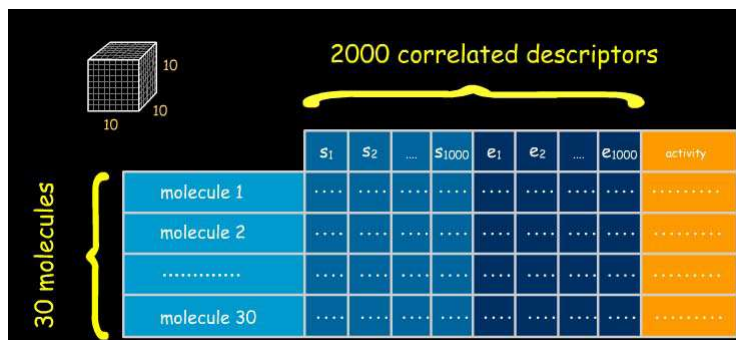 2000 correlated descriptors
10
10
10
s1 s2 .... s1000 e1 e2 .... e1000 activity
30 molecules
molecule 1 .... .... .... .... .... .... .... .... .........
molecule 2 .... .... .... .... .... .... .... .... .........
............. .... .... .... .... .... .... .... .... .........
molecule 30 .... .... .... .... .... .... .... .... .........